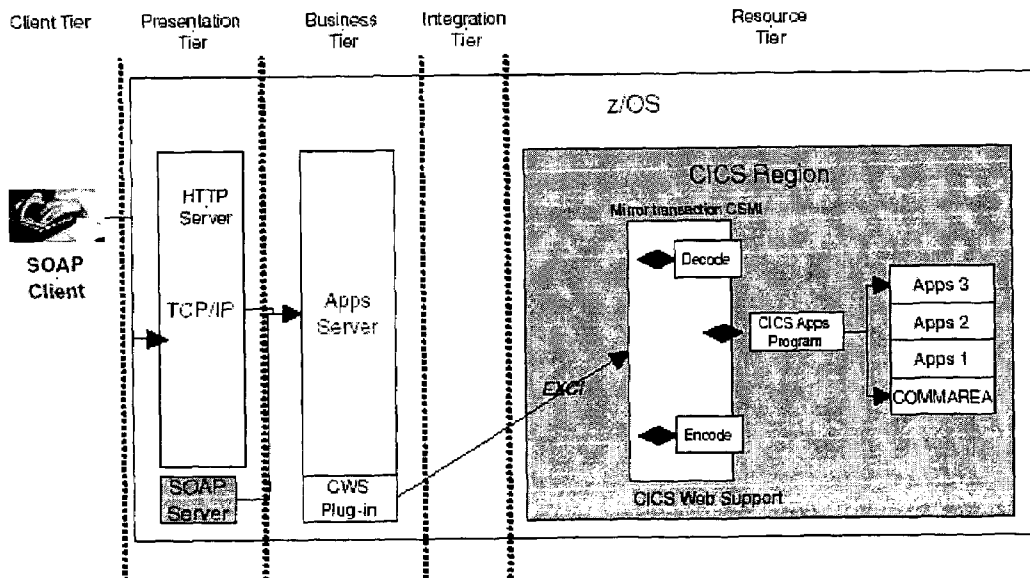 Client Tier
Presentation
Tier
Business
Tier
Integration
Tier
Resource
Tier
z/OS
CICS Region
HTTP
Server
Mirror transaction CSMI
SOAP
Client
Decode
TCP/IP
Apps
Server
CICS Apps
Program
Apps 3
Apps 2
Apps 1
COMMAREA
EXCI
Encode
SOAP
Server
CWS
Plug-in
CICS Web Support